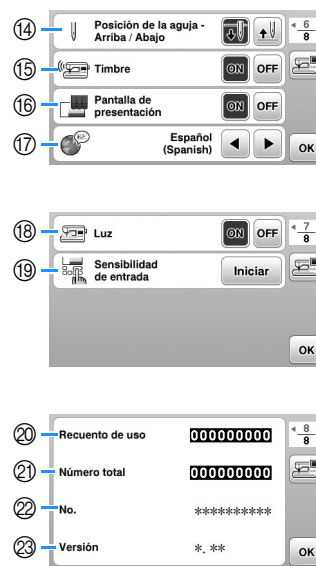 ⑭ Posición de la aguja -
Arriba / Abajo
6
8
⑮ Timbre ON OFF
⑯ Pantalla de
presentación ON OFF
⑰ Español
(Spanish)
OK
⑱ Luz ON OFF
7
8
⑲ Sensibilidad
de entrada Iniciar
OK
⑳ Recuento de uso 000000000
8
8
㉑ Número total 000000000
㉒ No. **********
㉓ Versión *. **
OK